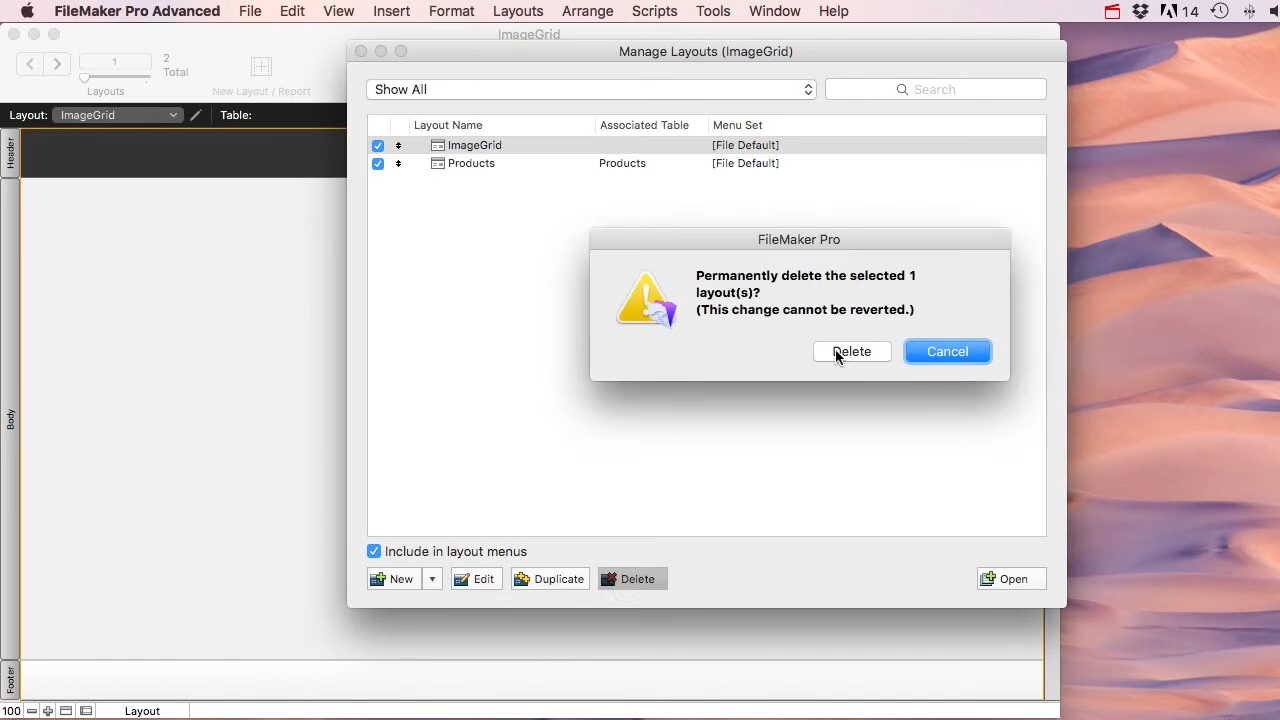 FileMaker Pro Advanced File Edit View Insert Format Layouts Arrange Scripts Tools Window Help 14
ImageGrid
1
2
Total
Layouts
New Layout / Report
Layout: ImageGrid Table:
Header
Body
Footer
100 Layout
Manage Layouts (ImageGrid)
Show All Search
Layout Name Associated Table Menu Set
ImageGrid [File Default]
Products Products [File Default]
FileMaker Pro
Permanently delete the selected 1
layout(s)?
(This change cannot be reverted.)
Delete Cancel
Include in layout menus
New Edit Duplicate Delete Open